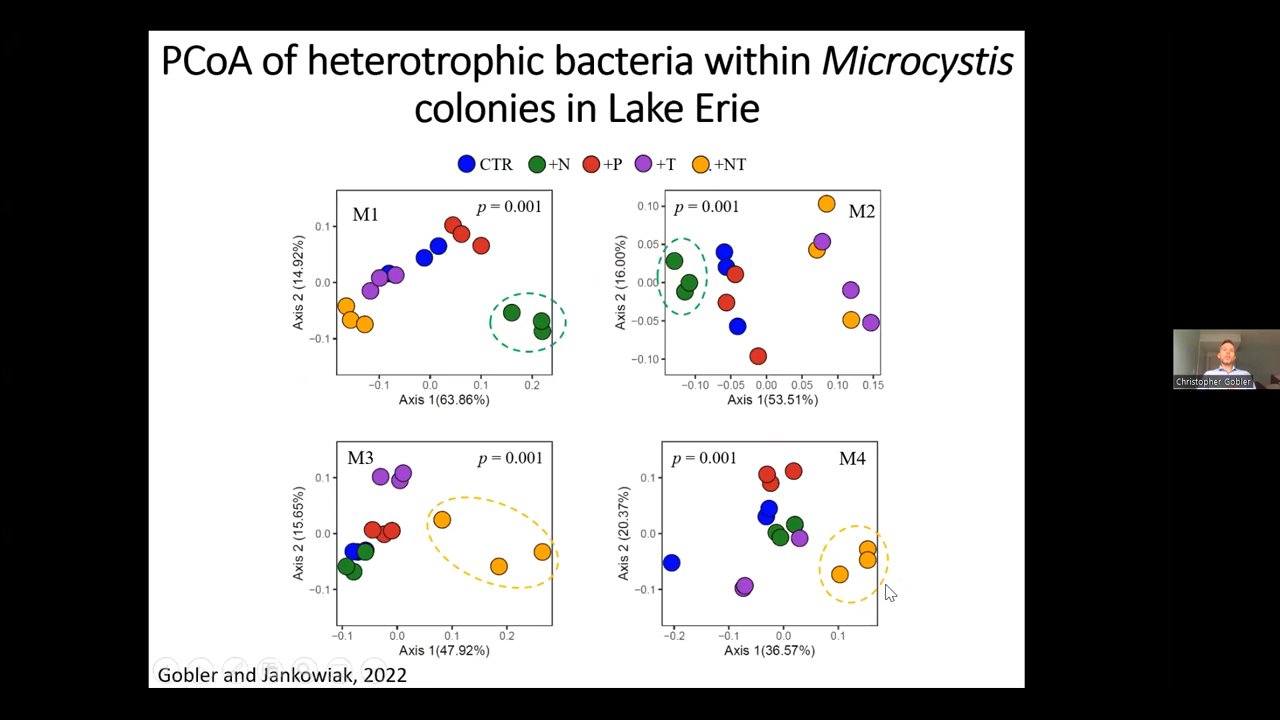 PCoA of heterotrophic bacteria within Microcystis
colonies in Lake Erie
CTR +N +P +T +NT
M1 p = 0.001
0.1
0.0
−0.1
Axis 2 (14.92%)
−0.1 0.0 0.1 0.2
Axis 1(63.86%)
p = 0.001 M2
0.10
0.05
0.00
−0.05
−0.10
Axis 2 (16.00%)
−0.10 −0.05 0.00 0.05 0.10 0.15
Axis 1(53.51%)
M3 p = 0.001
0.1
0.0
−0.1
Axis 2 (15.65%)
−0.1 0.0 0.1 0.2
Axis 1(47.92%)
p = 0.001 M4
0.1
0.0
−0.1
Axis 2 (20.37%)
−0.2 −0.1 0.0 0.1
Axis 1(36.57%)
Gobler and Jankowiak, 2022
Christopher Gobler